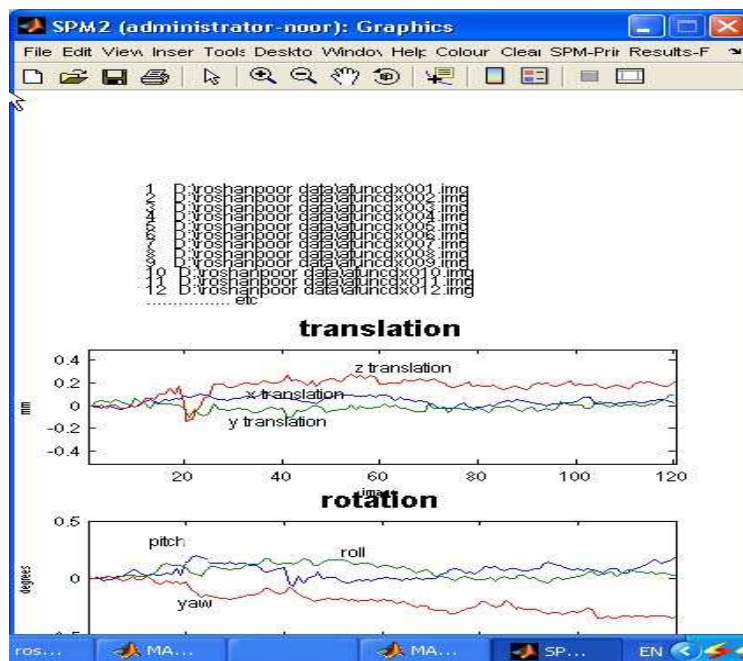 SPM2 (administrator-noor): Graphics
File Edit View Inser Tools Deskto Window Help Colour Clear SPM-Prin Results-F
1 D:\roshanpoor data\afuncdx001.img
2 D:\roshanpoor data\afuncdx002.img
3 D:\roshanpoor data\afuncdx003.img
4 D:\roshanpoor data\afuncdx004.img
5 D:\roshanpoor data\afuncdx005.img
6 D:\roshanpoor data\afuncdx006.img
7 D:\roshanpoor data\afuncdx007.img
8 D:\roshanpoor data\afuncdx008.img
9 D:\roshanpoor data\afuncdx009.img
10 D:\roshanpoor data\afuncdx010.img
11 D:\roshanpoor data\afuncdx011.img
12 D:\roshanpoor data\afuncdx012.img
................ etc
translation
0.4
0.2
0
-0.2
-0.4
mm
z translation
x translation
y translation
20 40 60 80 100 120
image
rotation
0.5
0
-0.5
degrees
pitch
roll
yaw
ros... MA... MA... SP... EN